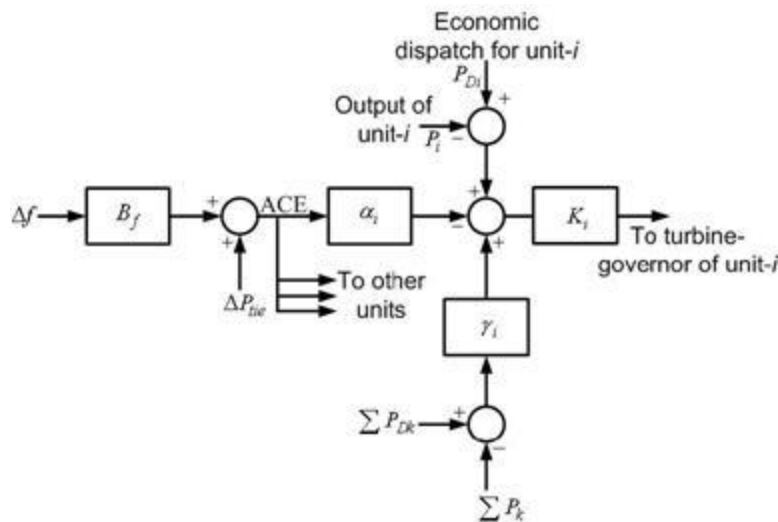 Economic
dispatch for unit-i
P_Di
+
Output of
unit-i
P_i
−
Δf
B_f
+
+
ACE
α_i
+
−
+
K_i
To turbine-
governor of unit-i
ΔP_tie
To other
units
γ_i
∑ P_Dk
+
−
∑ P_k